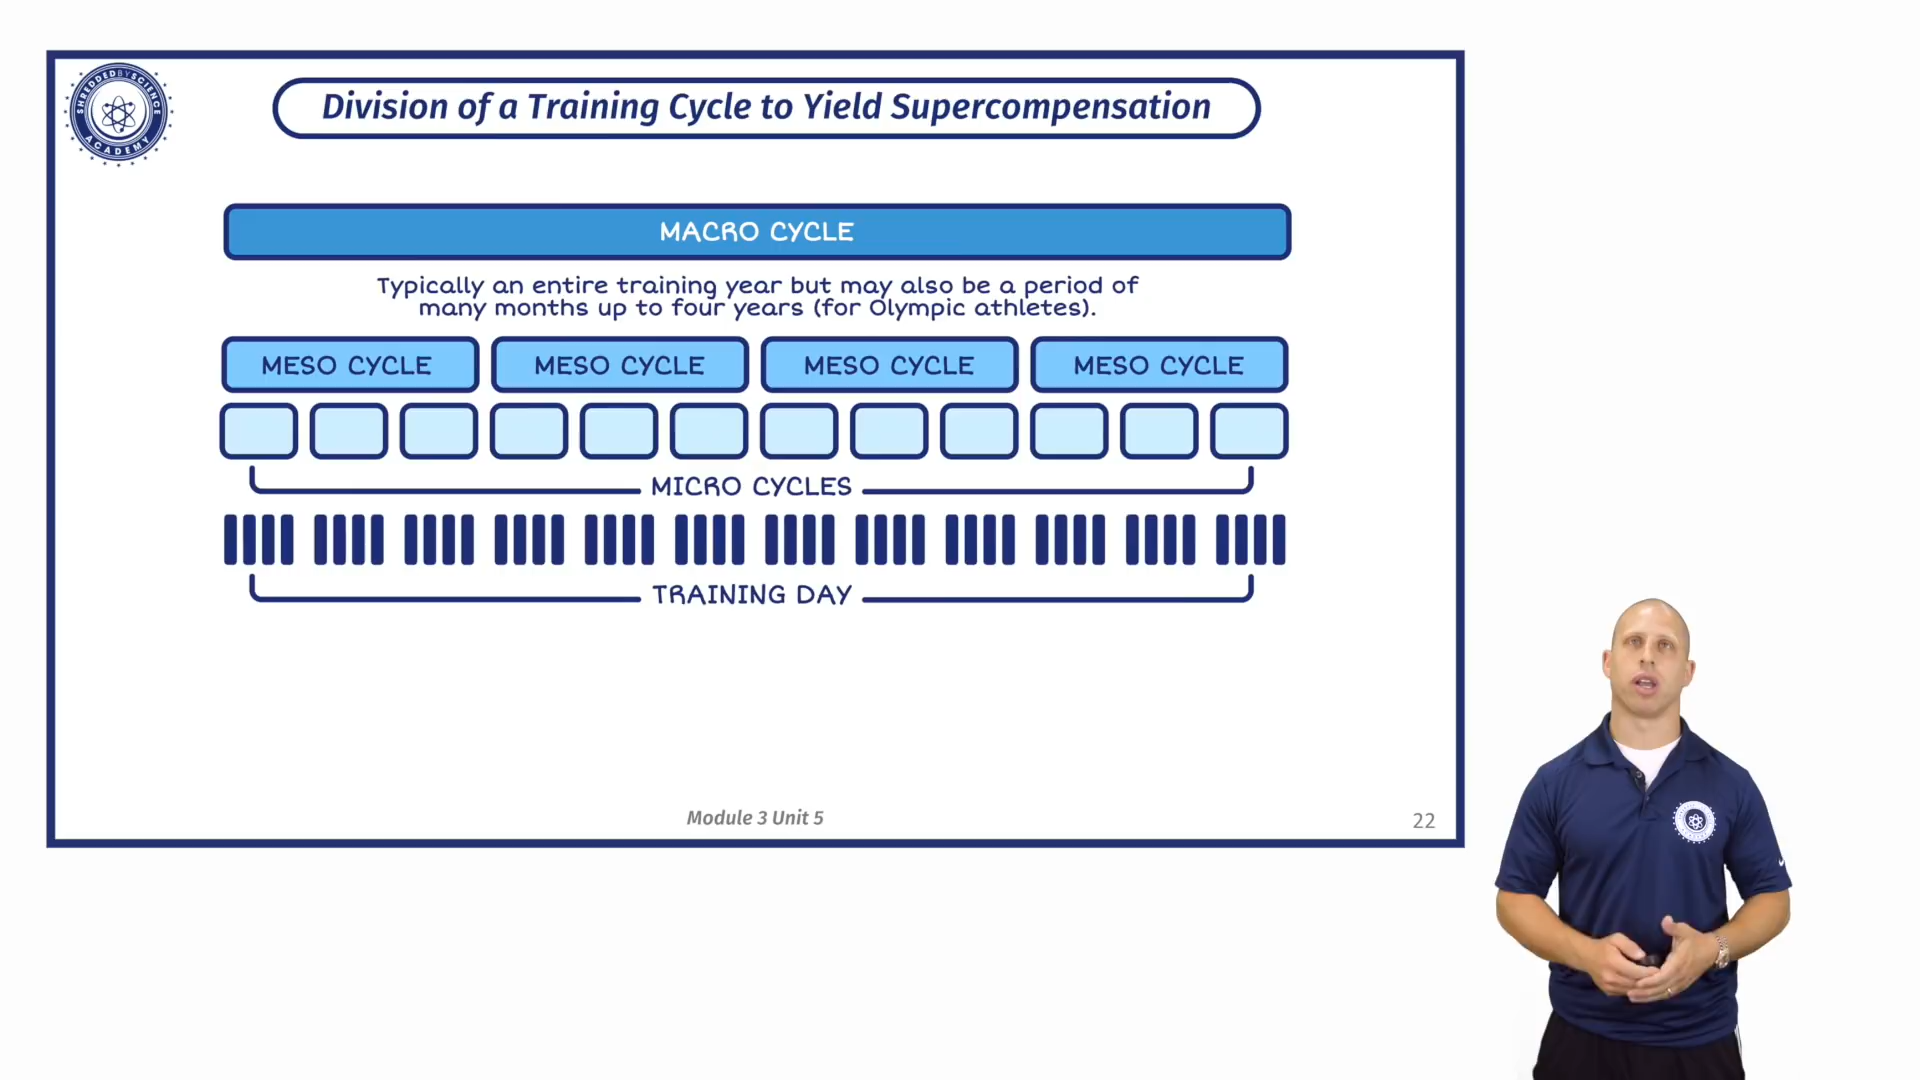 SHREDDEDBYSCIENCE
ACADEMY
Division of a Training Cycle to Yield Supercompensation
MACRO CYCLE
Typically an entire training year but may also be a period of
many months up to four years (for Olympic athletes).
MESO CYCLE MESO CYCLE MESO CYCLE MESO CYCLE
MICRO CYCLES
TRAINING DAY
Module 3 Unit 5
22